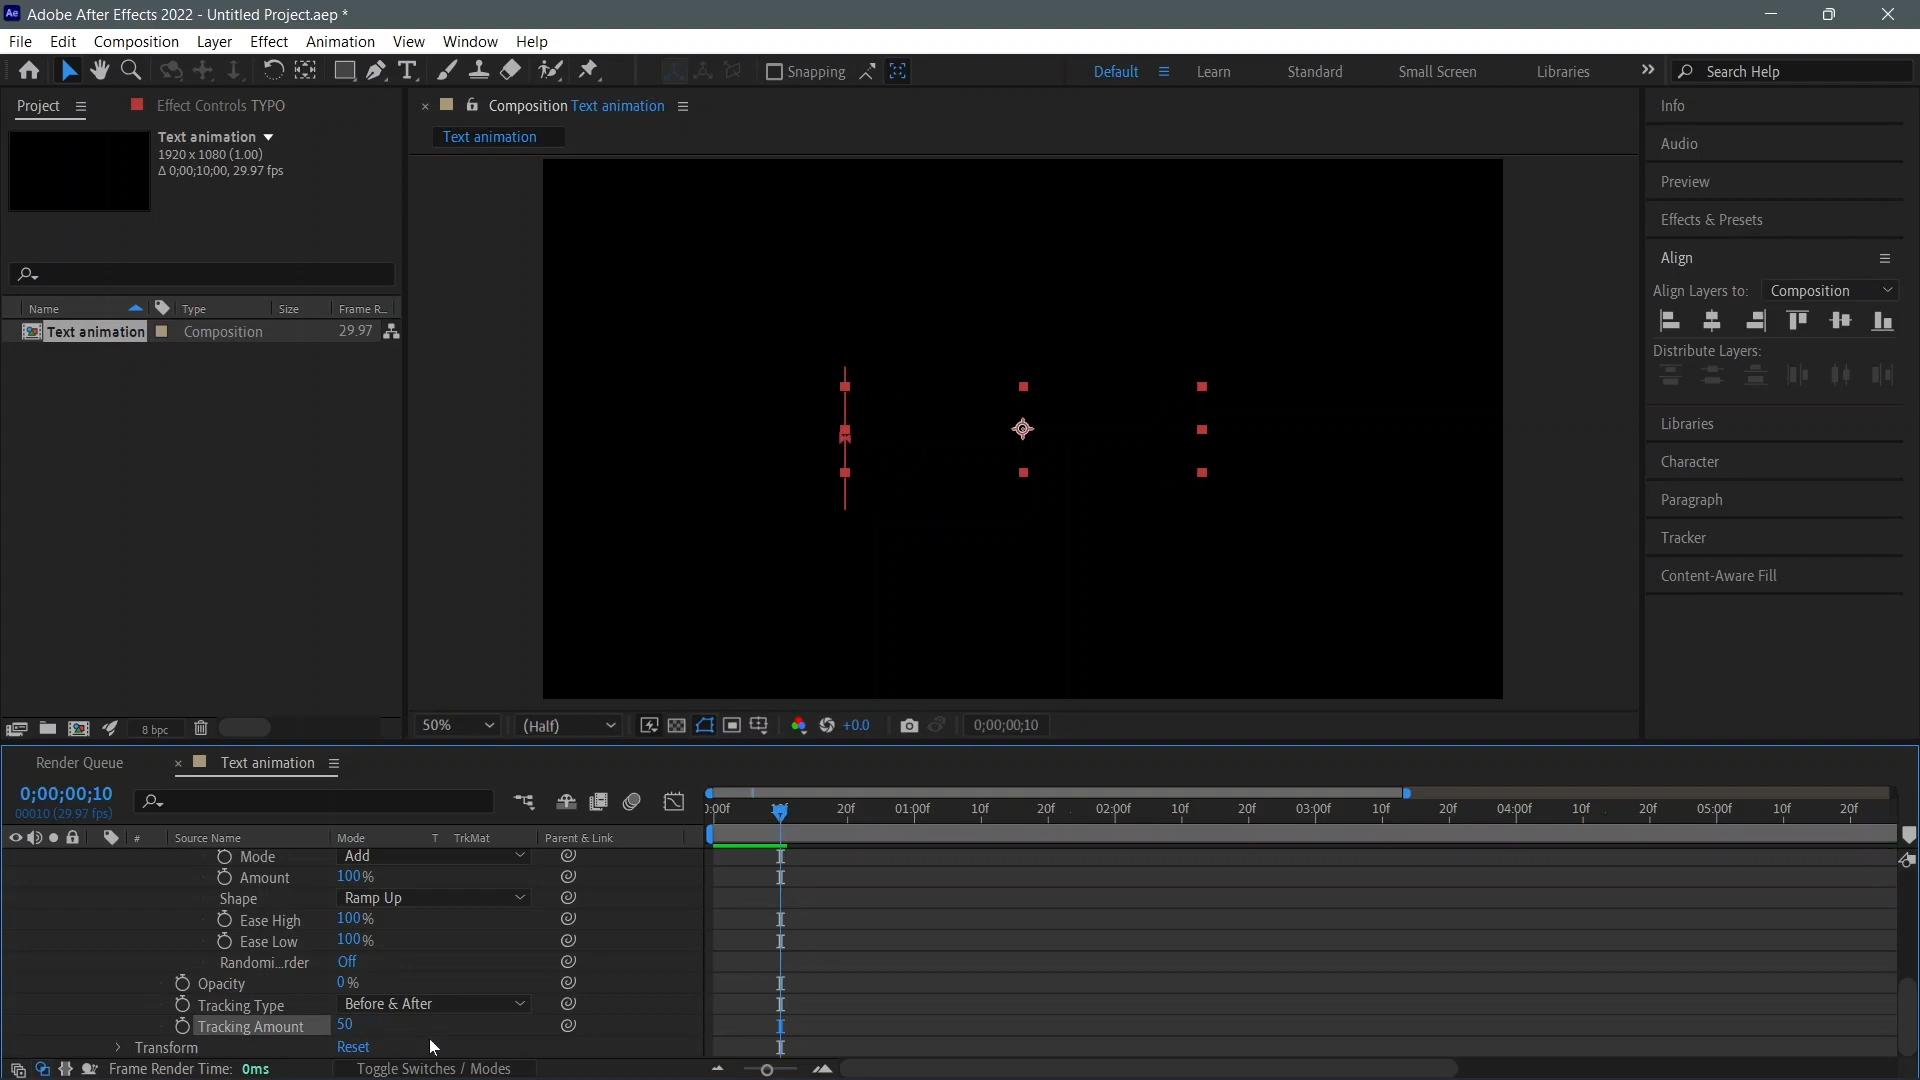 Adobe After Effects 2022 - Untitled Project.aep *
File Edit Composition Layer Effect Animation View Window Help
Snapping Default Learn Standard Small Screen Libraries Search Help
Project Effect Controls TYPO
Text animation
1920 x 1080 (1.00)
Δ 0;00;10;00, 29.97 fps
Name Type Size Frame R...
Text animation Composition 29.97
8 bpc
Composition Text animation
Text animation
50% (Half) +0.0 0;00;00;10
Info
Audio
Preview
Effects & Presets
Align
Align Layers to: Composition
Distribute Layers:
Libraries
Character
Paragraph
Tracker
Content-Aware Fill
Render Queue Text animation
0;00;00;10
00010 (29.97 fps)
0:00f 10f 20f 01:00f 10f 20f 02:00f 10f 20f 03:00f 10f 20f 04:00f 10f 20f 05:00f 10f 20f
# Source Name Mode T TrkMat Parent & Link
Mode Add
Amount 100%
Shape Ramp Up
Ease High 100%
Ease Low 100%
Randomi...rder Off
Opacity 0%
Tracking Type Before & After
Tracking Amount 50
Transform Reset
Frame Render Time: 0ms Toggle Switches / Modes